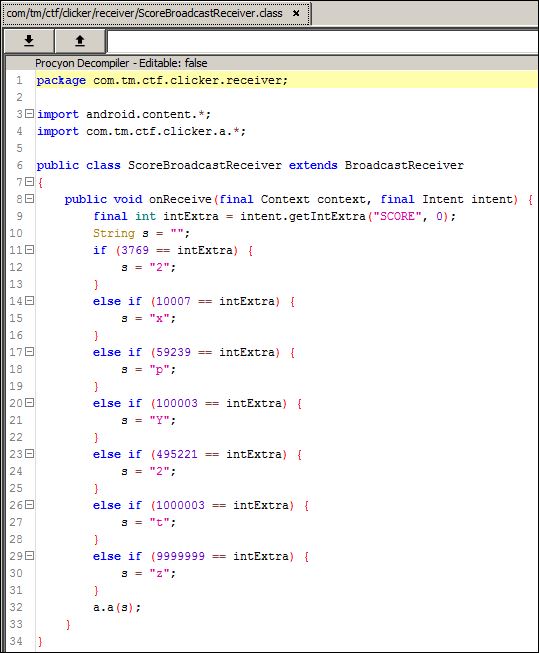 com/tm/ctf/clicker/receiver/ScoreBroadcastReceiver.class ×
Procyon Decompiler - Editable: false
1 package com.tm.ctf.clicker.receiver;
2
3 import android.content.*;
4 import com.tm.ctf.clicker.a.*;
5
6 public class ScoreBroadcastReceiver extends BroadcastReceiver
7 {
8     public void onReceive(final Context context, final Intent intent) {
9         final int intExtra = intent.getIntExtra("SCORE", 0);
10         String s = "";
11         if (3769 == intExtra) {
12             s = "2";
13         }
14         else if (10007 == intExtra) {
15             s = "x";
16         }
17         else if (59239 == intExtra) {
18             s = "p";
19         }
20         else if (100003 == intExtra) {
21             s = "Y";
22         }
23         else if (495221 == intExtra) {
24             s = "2";
25         }
26         else if (1000003 == intExtra) {
27             s = "t";
28         }
29         else if (9999999 == intExtra) {
30             s = "z";
31         }
32         a.a(s);
33     }
34 }